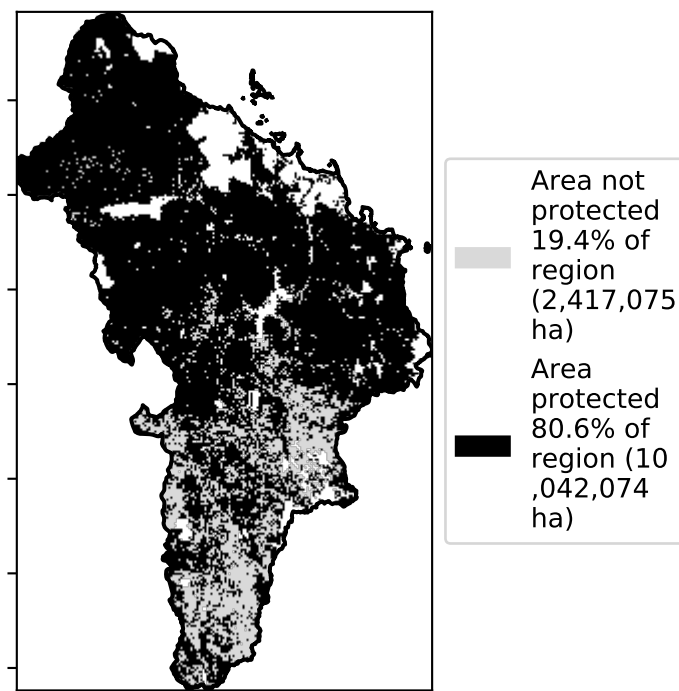 Area not
protected
19.4% of
region
(2,417,075
ha)
Area
protected
80.6% of
region (10
,042,074
ha)